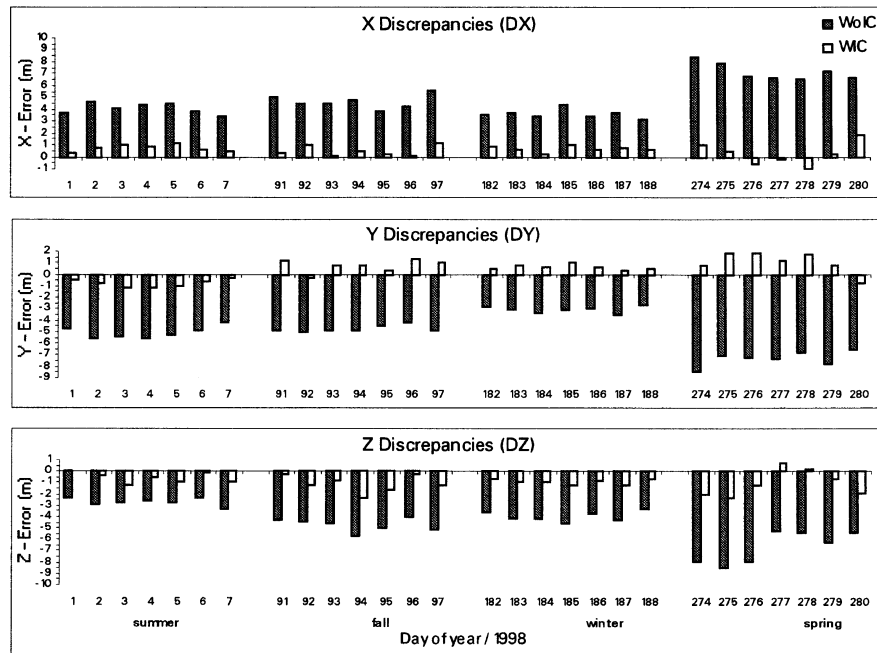 X Discrepancies (DX)
WoIC
WIC
X - Error (m)
10
9
8
7
6
5
4
3
2
1
0
-1
1 2 3 4 5 6 7 91 92 93 94 95 96 97 182 183 184 185 186 187 188 274 275 276 277 278 279 280
Y Discrepancies (DY)
Y - Error (m)
2
1
0
-1
-2
-3
-4
-5
-6
-7
-8
-9
1 2 3 4 5 6 7 91 92 93 94 95 96 97 182 183 184 185 186 187 188 274 275 276 277 278 279 280
Z Discrepancies (DZ)
Z - Error (m)
1
0
-1
-2
-3
-4
-5
-6
-7
-8
-9
-10
1 2 3 4 5 6 7 91 92 93 94 95 96 97 182 183 184 185 186 187 188 274 275 276 277 278 279 280
summer fall winter spring
Day of year / 1998